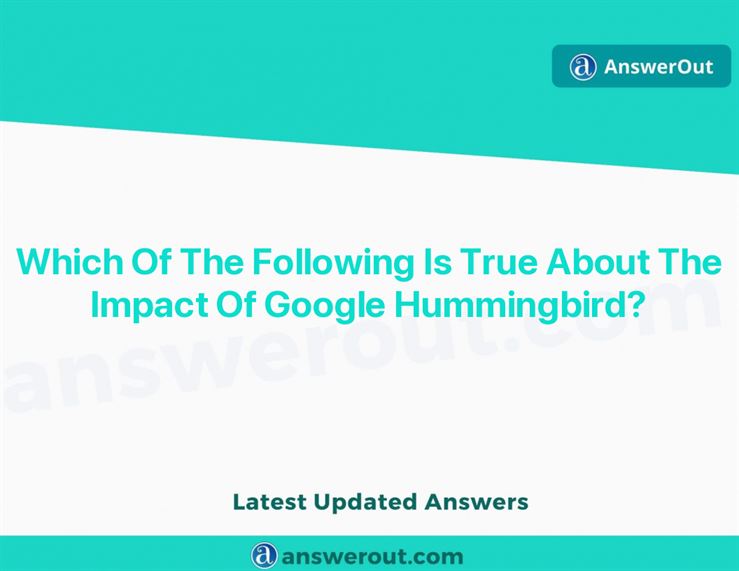 AnswerOut
Which Of The Following Is True About The
Impact Of Google Hummingbird?
answerout.com
Latest Updated Answers
answerout.com